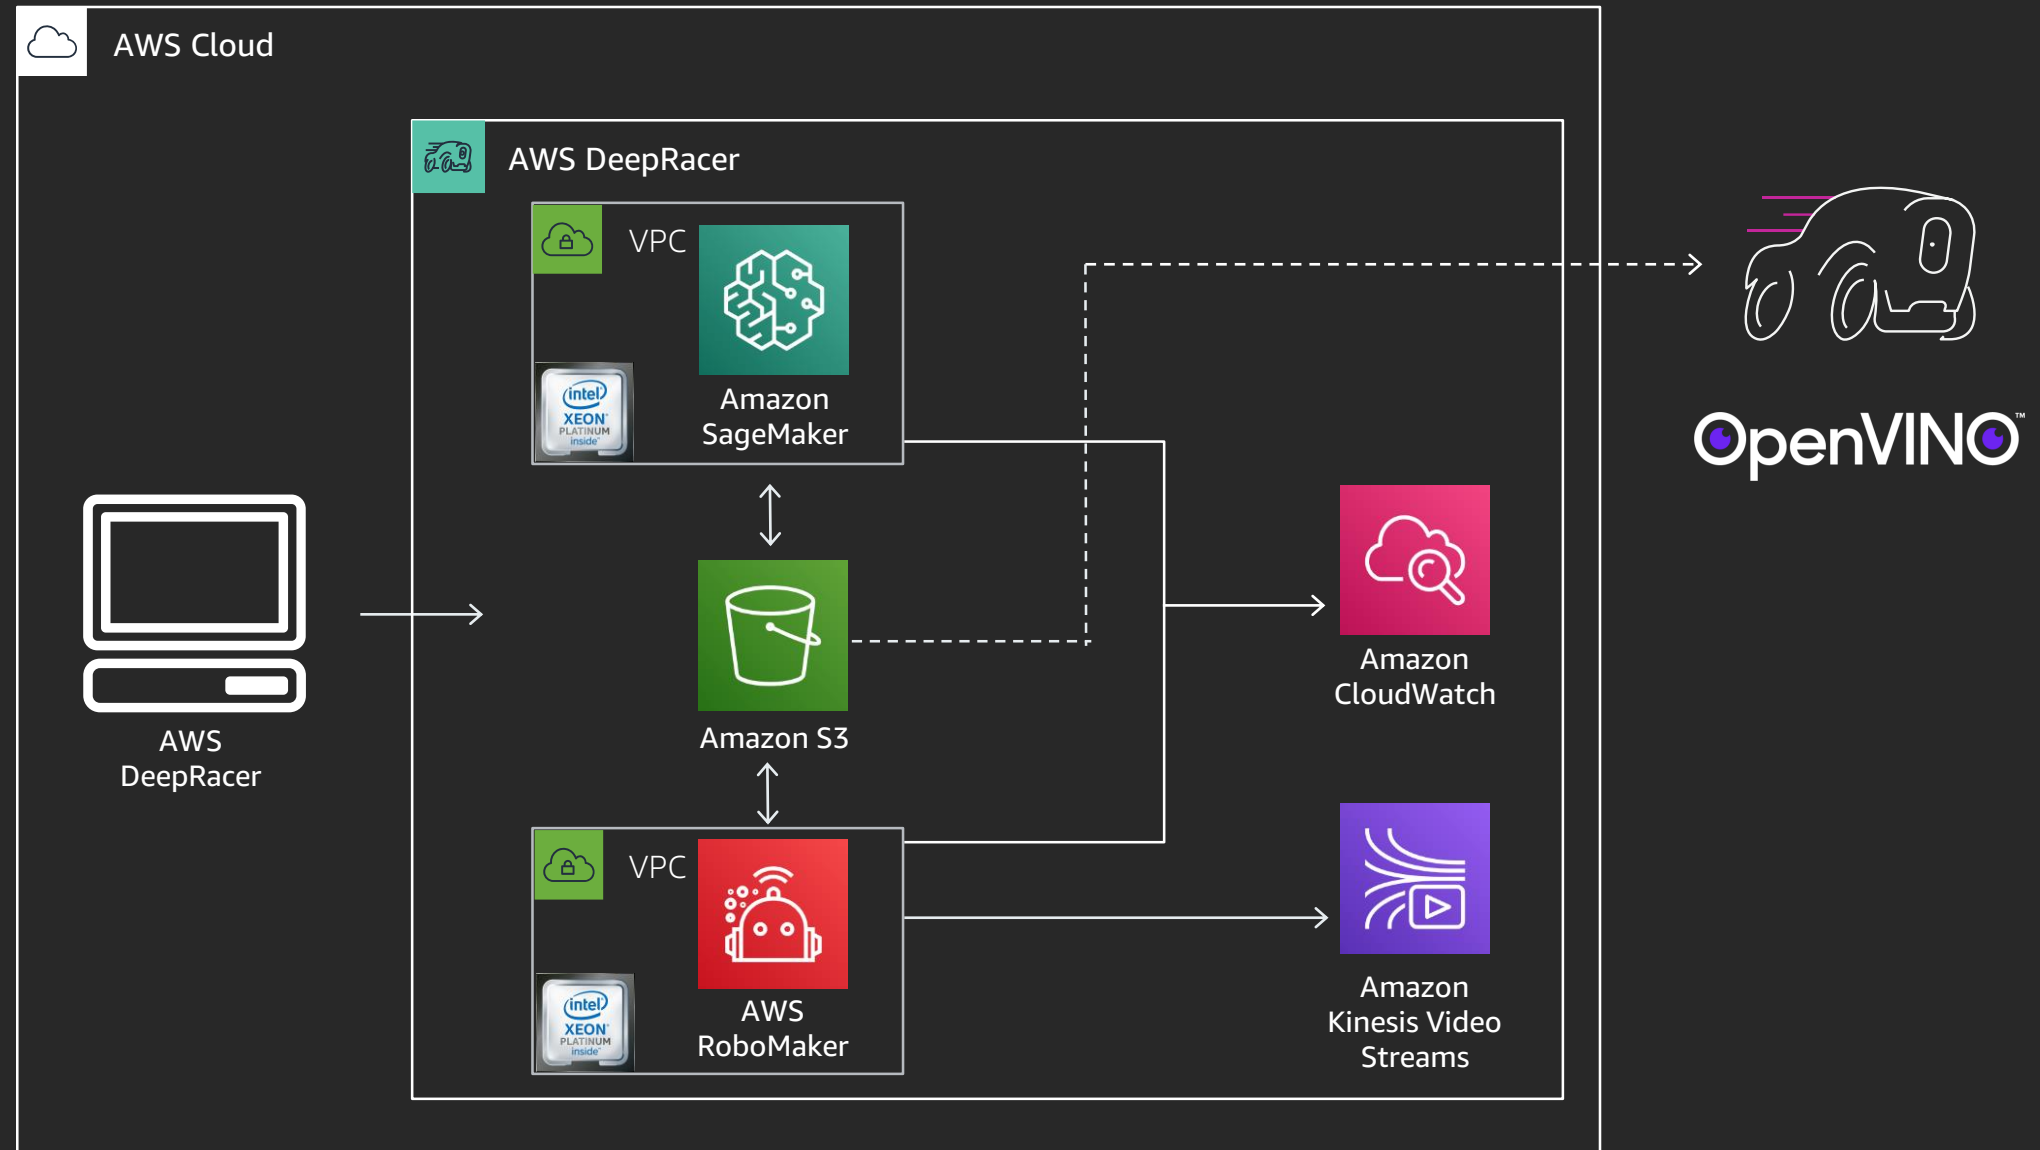 AWS Cloud
AWS DeepRacer
VPC
intel
XEON
PLATINUM
inside
Amazon
SageMaker
OpenVINO™
AWS
DeepRacer
Amazon S3
Amazon
CloudWatch
VPC
intel
XEON
PLATINUM
inside
AWS
RoboMaker
Amazon
Kinesis Video
Streams